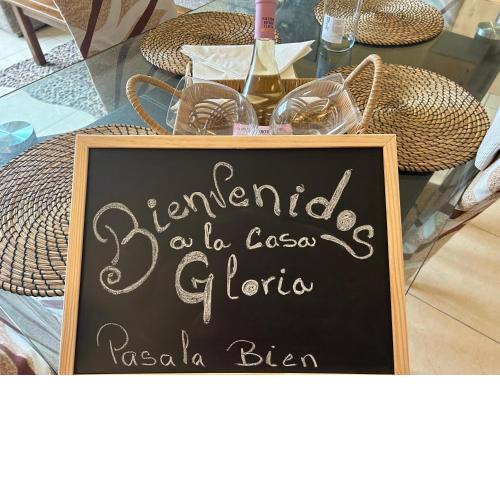 Bienvenidos
a la casa
Gloria
Pasala Bien